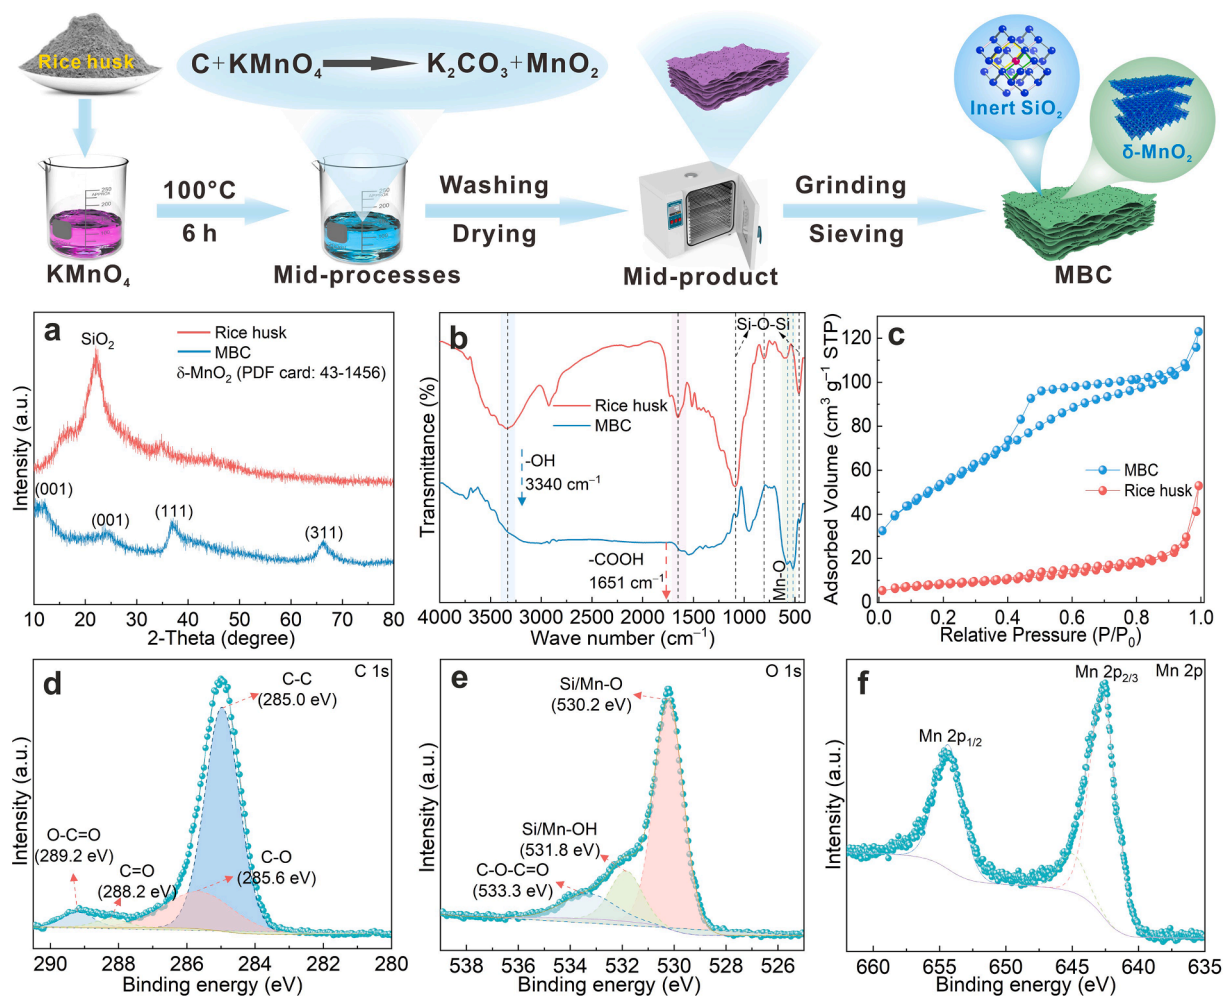 Rice husk
C+KMnO₄ K₂CO₃+MnO₂
Inert SiO₂
δ-MnO₂
250
APPROX
200
250
APPROX
200
100°C
6 h
Washing
Drying
Grinding
Sieving
KMnO₄
Mid-processes
Mid-product
MBC
a
Rice husk
MBC
δ-MnO₂ (PDF card: 43-1456)
SiO₂
(001)
(001)
(111)
(311)
Intensity (a.u.)
10 20 30 40 50 60 70 80
2-Theta (degree)
b
Si-O-Si
Rice husk
MBC
-OH
3340 cm⁻¹
-COOH
1651 cm⁻¹
Mn-O
Transmittance (%)
4000 3000 2000 1000 500
Wave number (cm⁻¹)
c
MBC
Rice husk
Adsorbed Volume (cm³ g⁻¹ STP)
120
100
80
60
40
20
0
0.0 0.2 0.4 0.6 0.8 1.0
Relative Pressure (P/P₀)
d
C 1s
C-C
(285.0 eV)
O-C=O
(289.2 eV)
C=O
(288.2 eV)
C-O
(285.6 eV)
Intensity (a.u.)
290 288 286 284 282 280
Binding energy (eV)
e
O 1s
Si/Mn-O
(530.2 eV)
Si/Mn-OH
(531.8 eV)
C-O-C=O
(533.3 eV)
Intensity (a.u.)
538 536 534 532 530 528 526
Binding energy (eV)
f
Mn 2p₂/₃
Mn 2p
Mn 2p₁/₂
Intensity (a.u.)
660 655 650 645 640 635
Binding energy (eV)